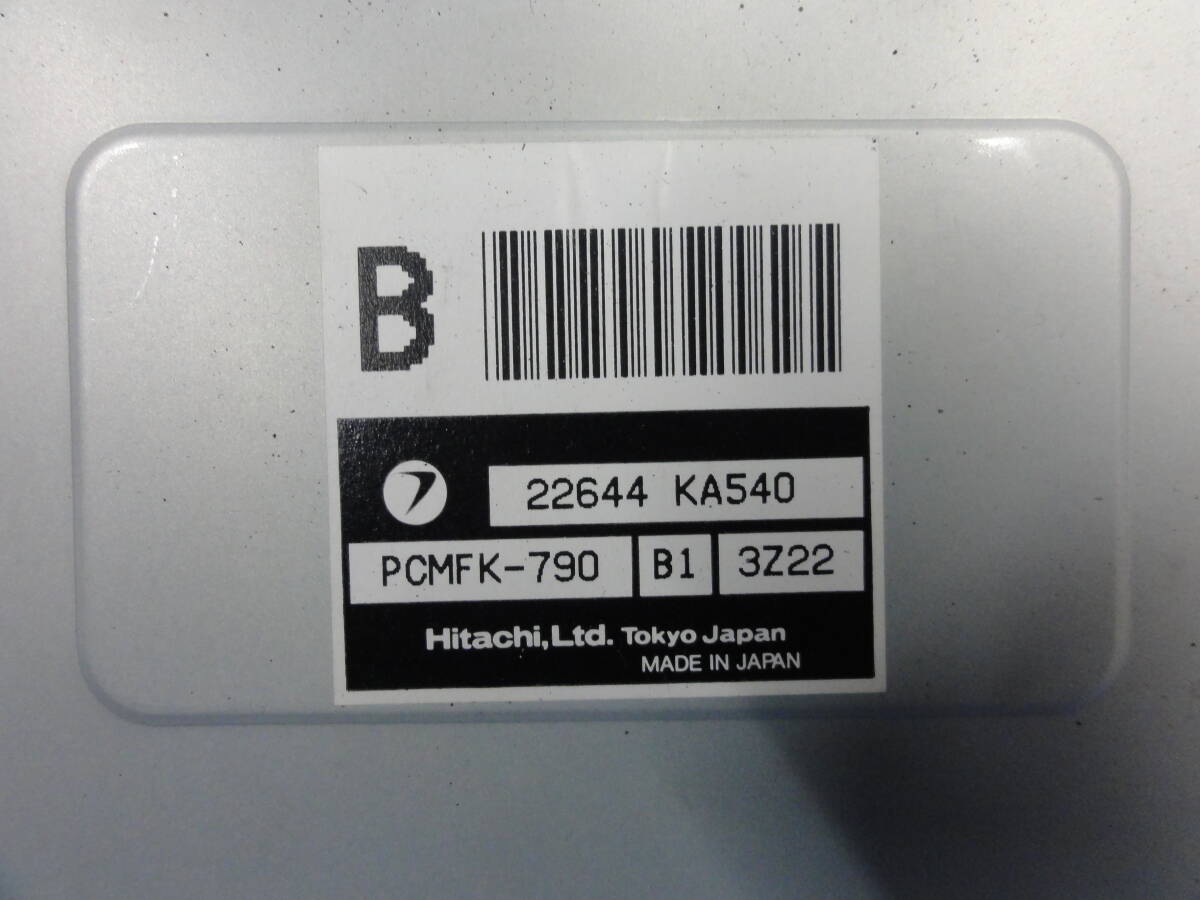 B
22644 KA540
PCMFK-790 B1 3Z22
Hitachi, Ltd. Tokyo Japan
MADE IN JAPAN